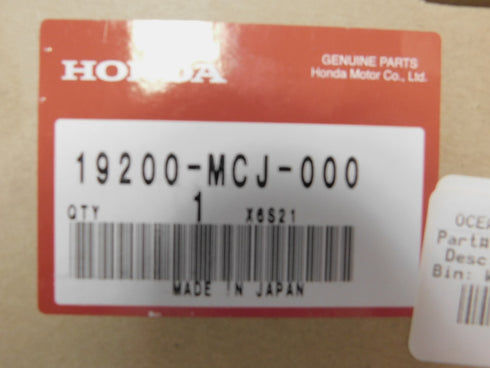 HONDA
GENUINE PARTS
Honda Motor Co., Ltd.
19200-MCJ-000
QTY 1 X6S21
MADE IN JAPAN
Part#
Desc
Bin: